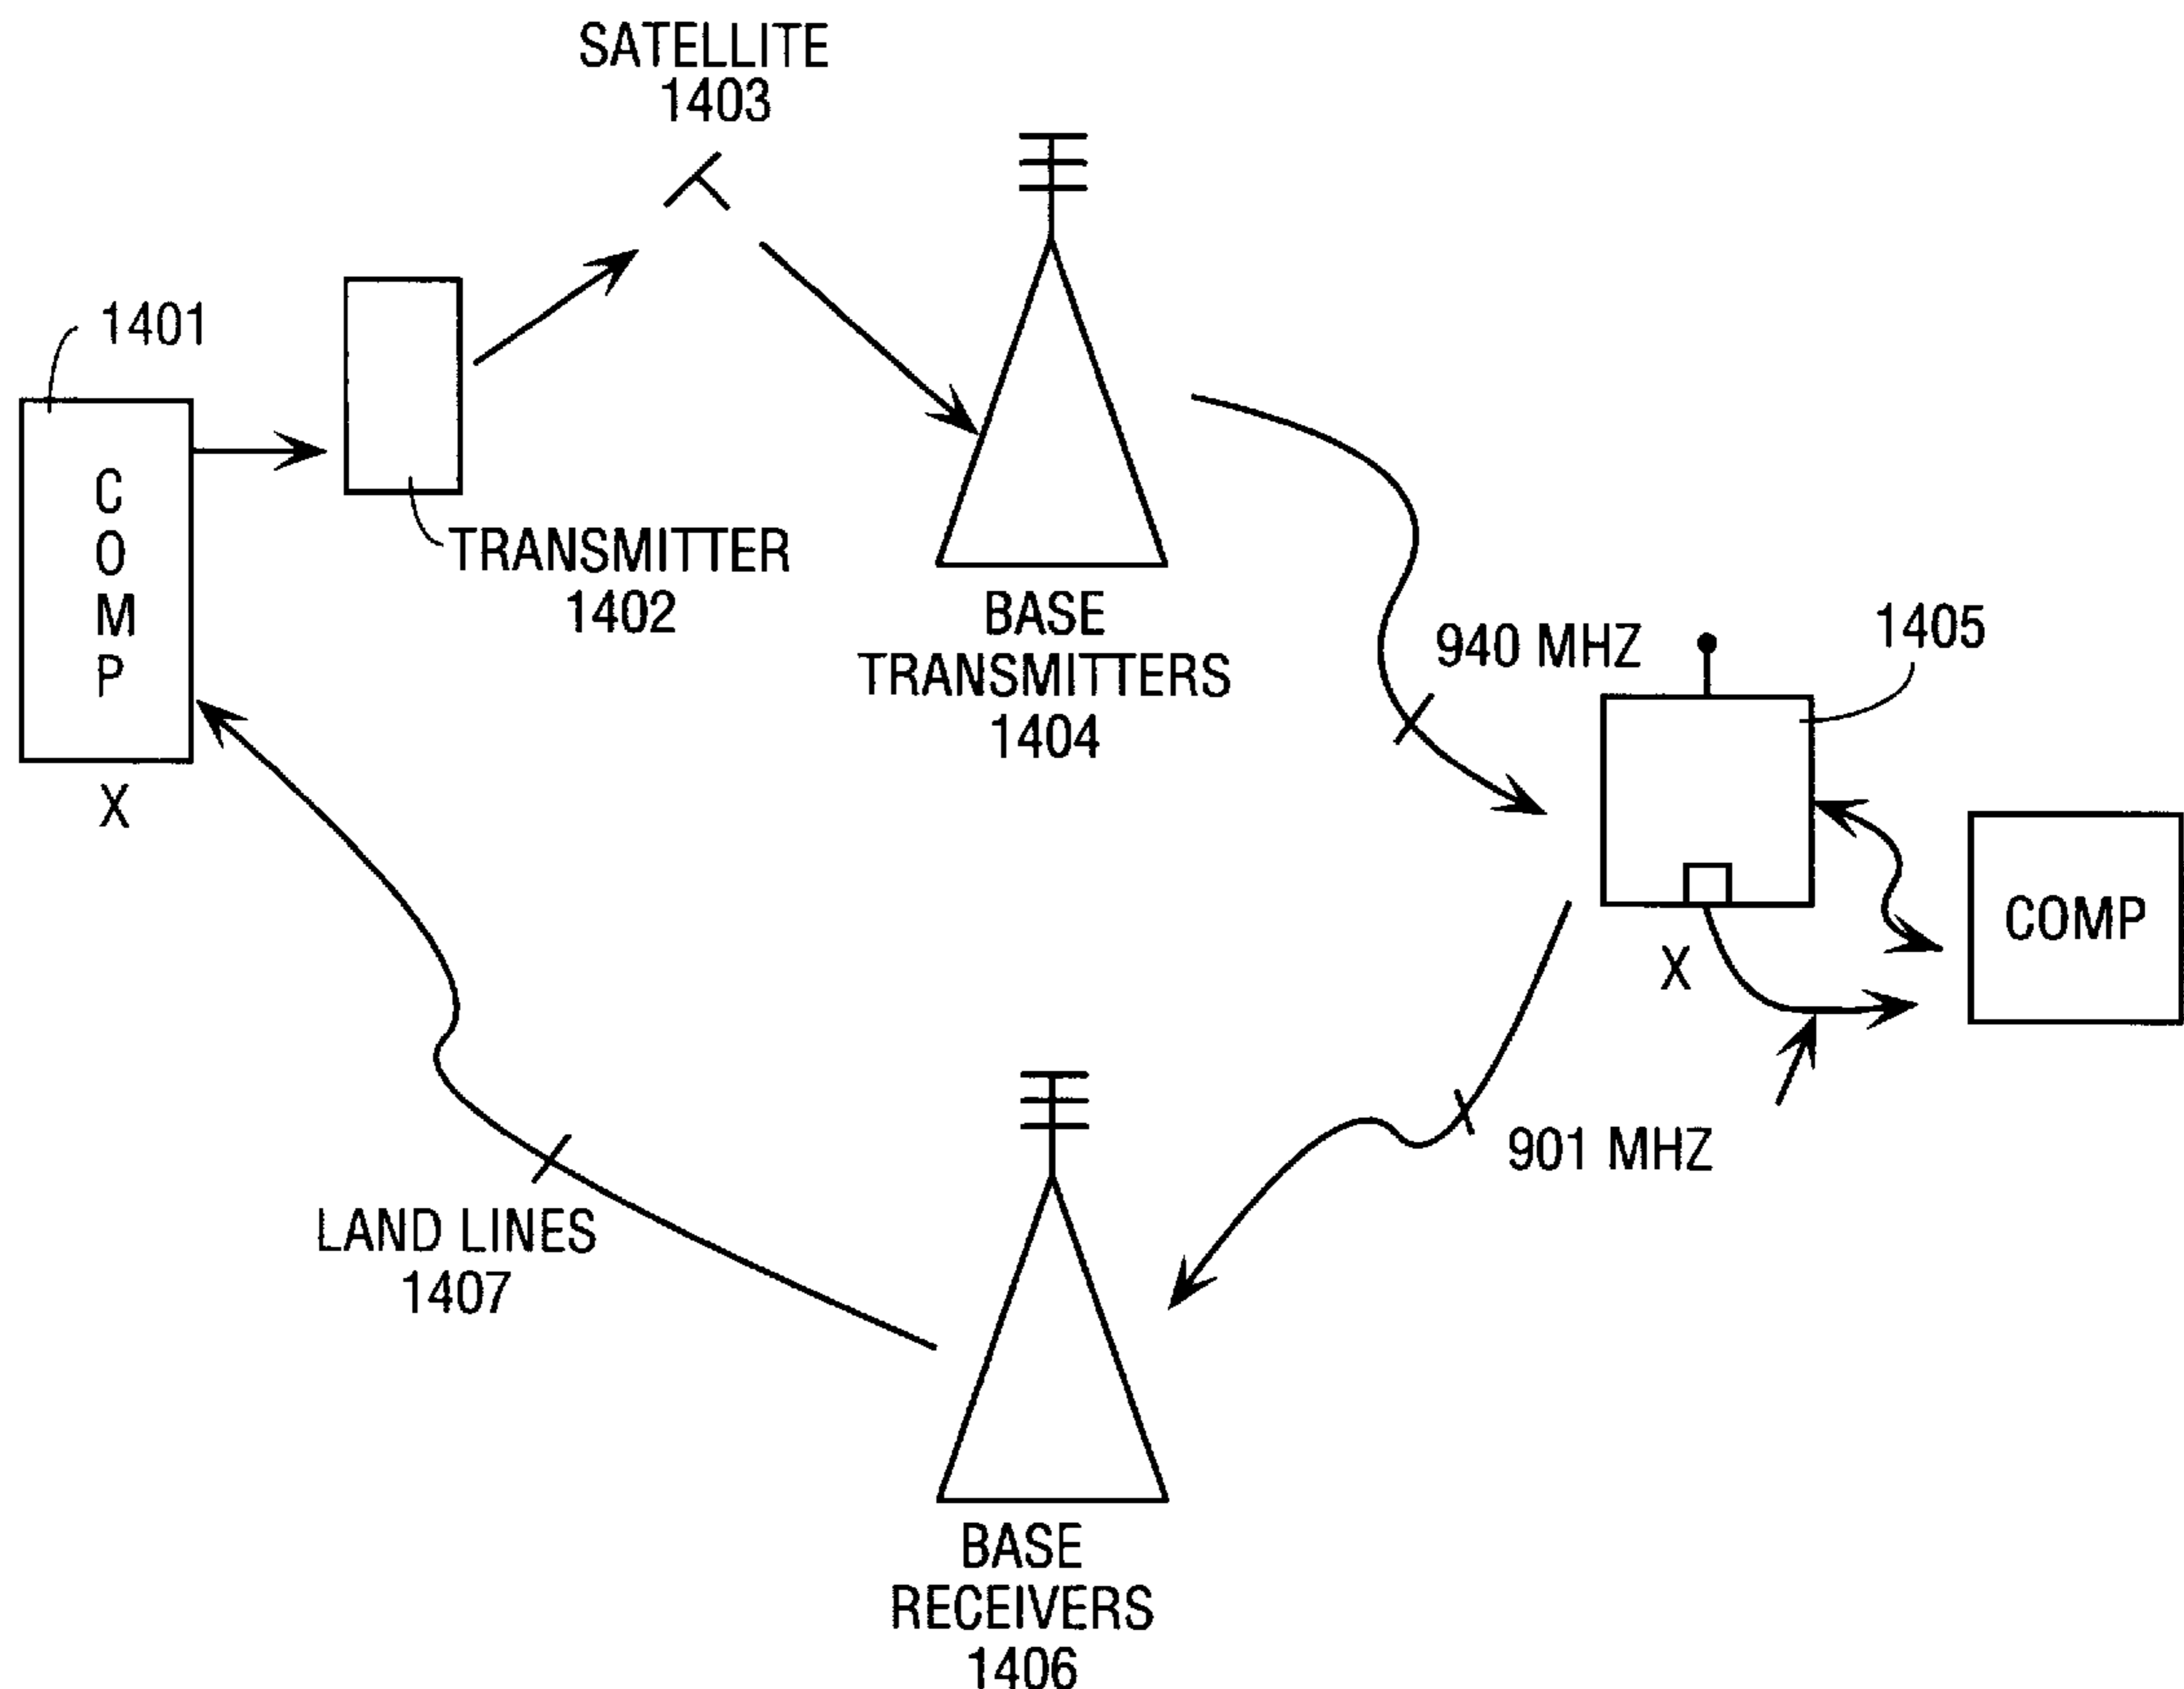 SATELLITE
1403
1401
C
O
M
P
X
TRANSMITTER
1402
BASE
TRANSMITTERS
1404
940 MHZ
1405
COMP
X
901 MHZ
LAND LINES
1407
BASE
RECEIVERS
1406